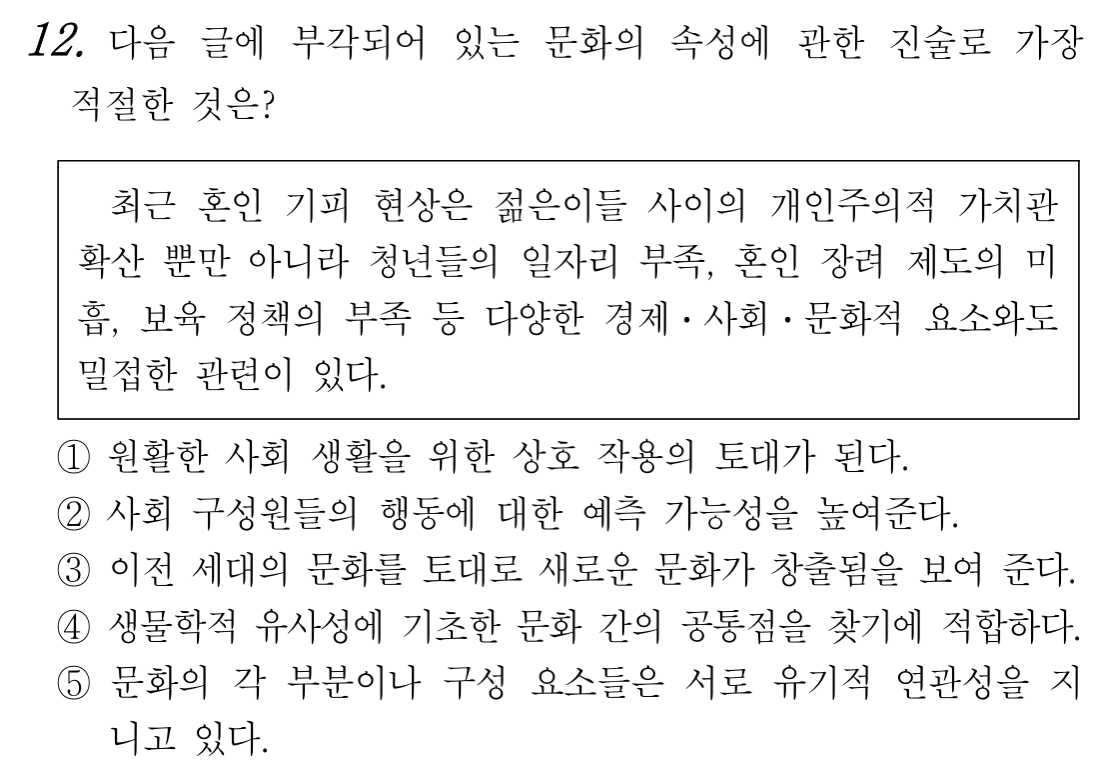 12. 다음 글에 부각되어 있는 문화의 속성에 관한 진술로 가장
적절한 것은?
최근 혼인 기피 현상은 젊은이들 사이의 개인주의적 가치관
확산 뿐만 아니라 청년들의 일자리 부족, 혼인 장려 제도의 미
흡, 보육 정책의 부족 등 다양한 경제·사회·문화적 요소와도
밀접한 관련이 있다.
① 원활한 사회 생활을 위한 상호 작용의 토대가 된다.
② 사회 구성원들의 행동에 대한 예측 가능성을 높여준다.
③ 이전 세대의 문화를 토대로 새로운 문화가 창출됨을 보여 준다.
④ 생물학적 유사성에 기초한 문화 간의 공통점을 찾기에 적합하다.
⑤ 문화의 각 부분이나 구성 요소들은 서로 유기적 연관성을 지
니고 있다.